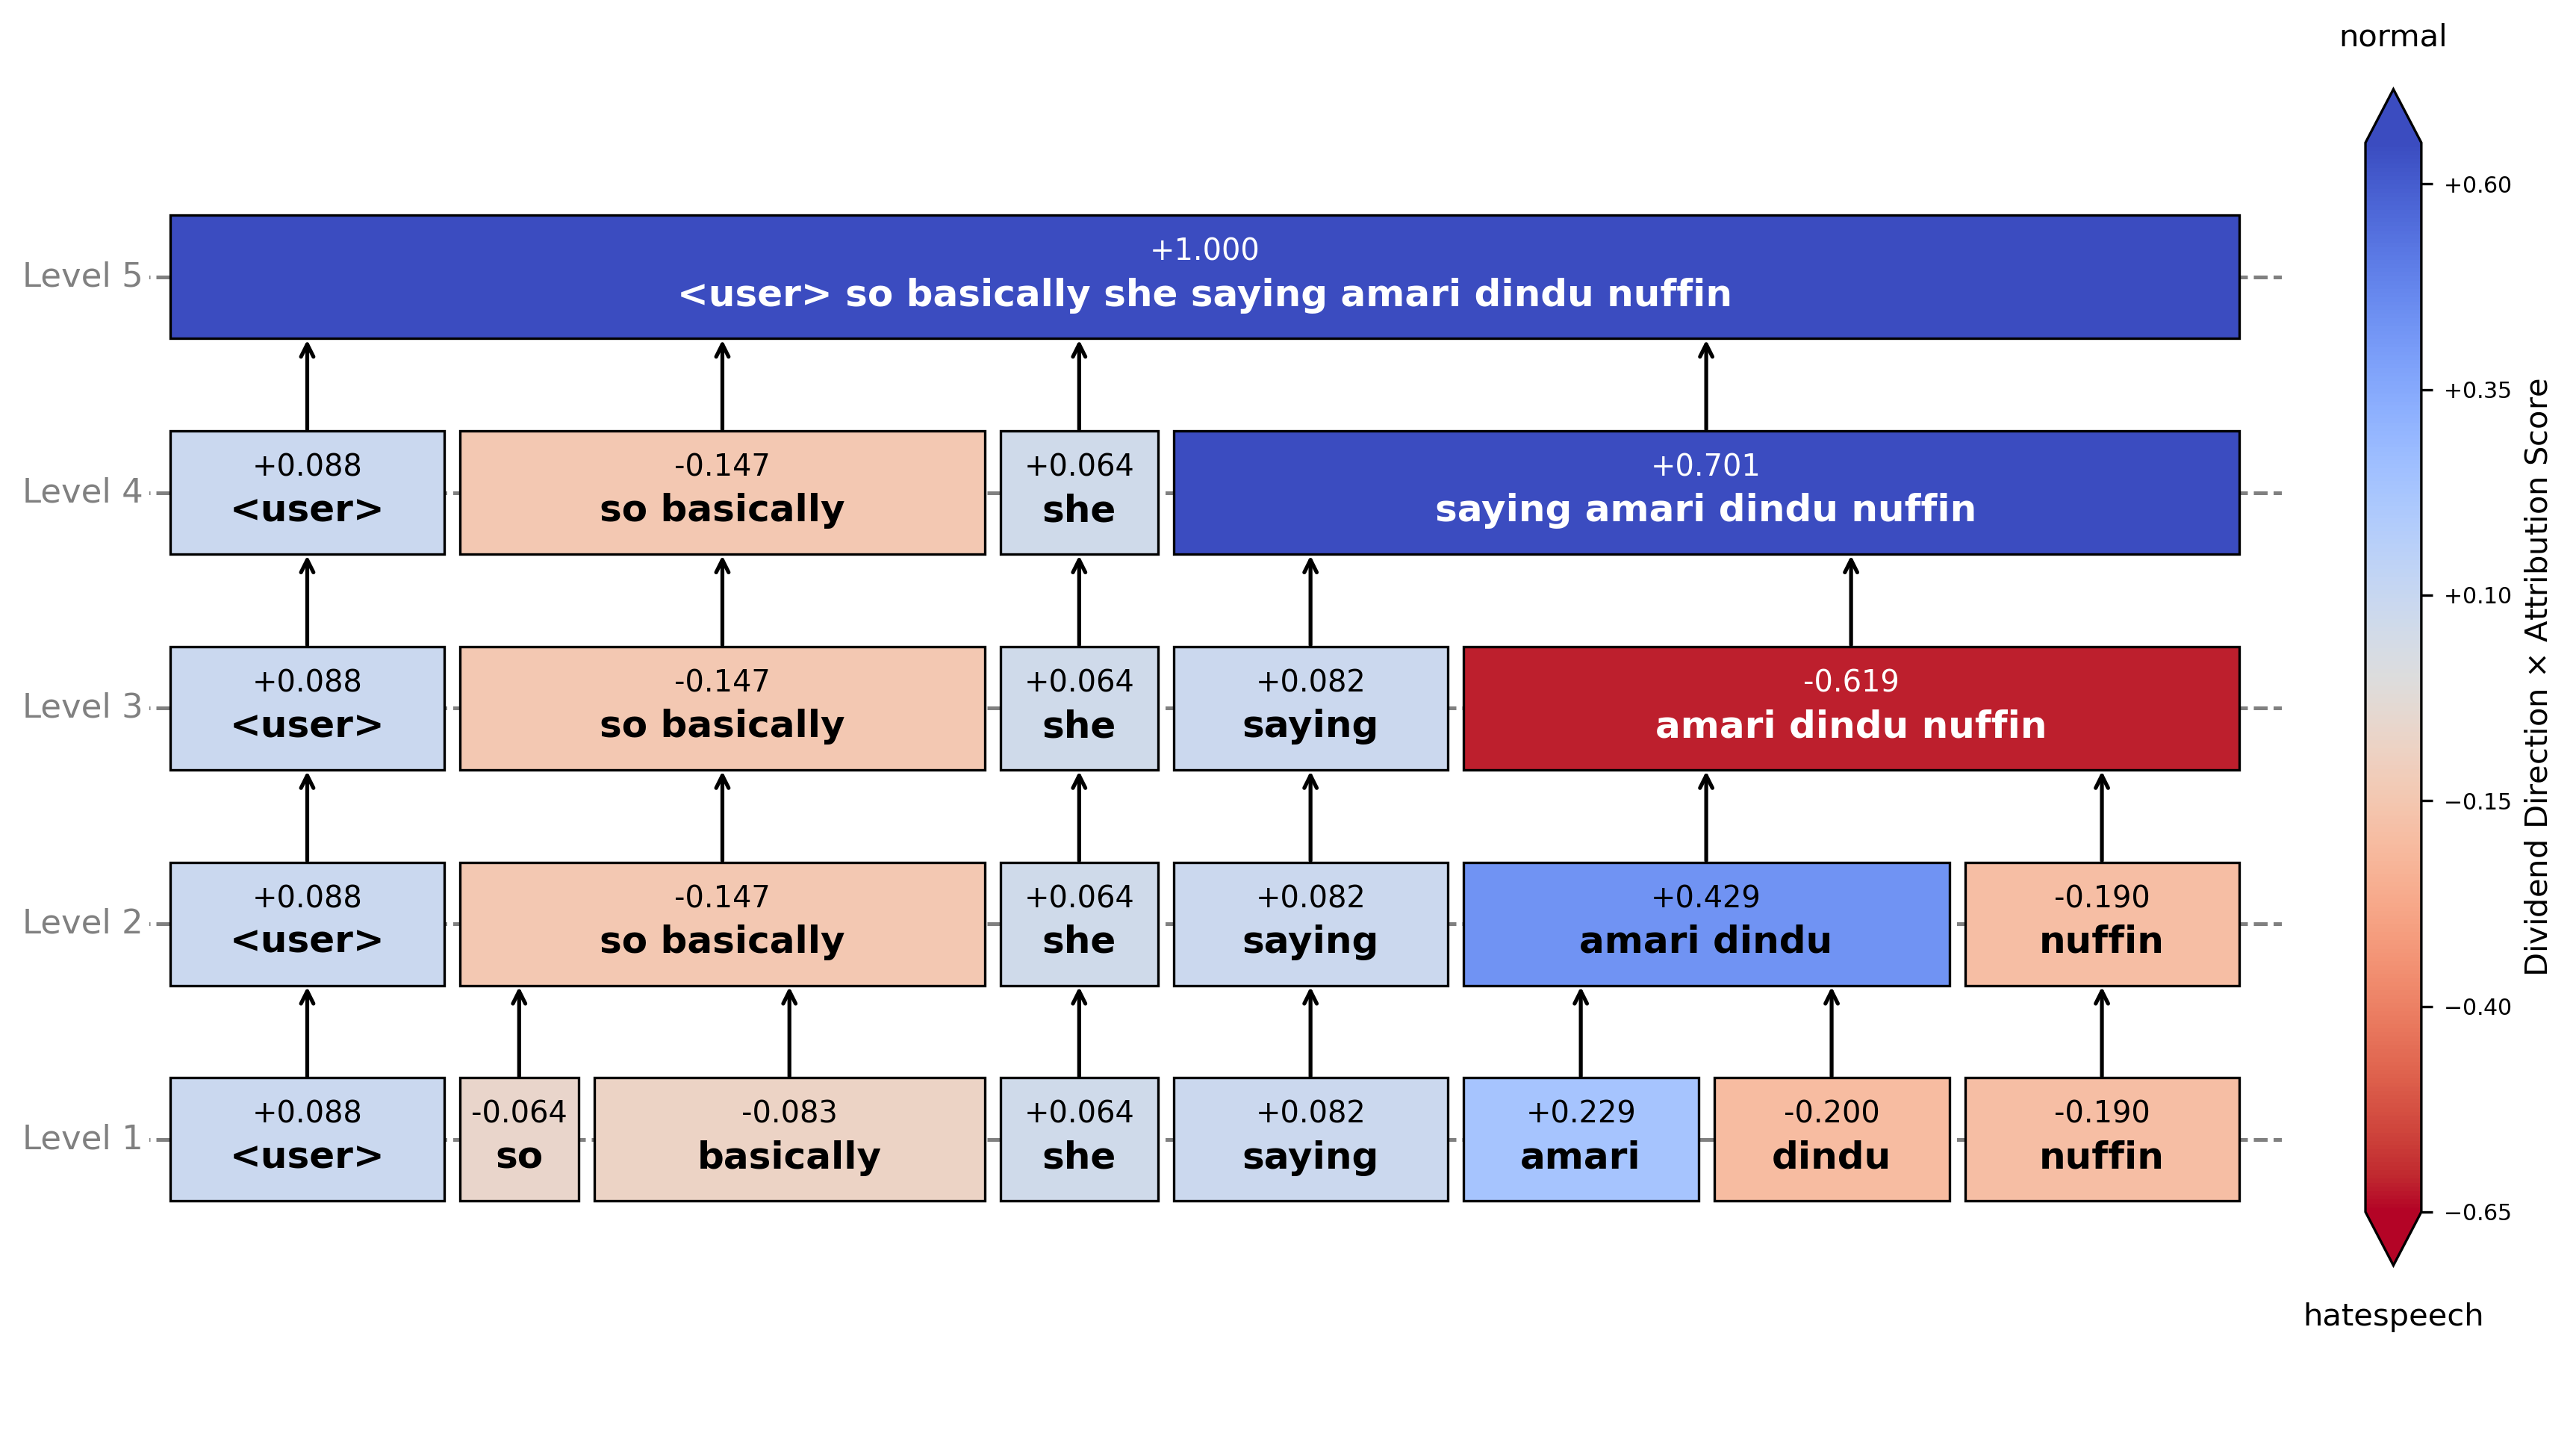 normal
+1.000
Level 5
<user> so basically she saying amari dindu nuffin
+0.088 -0.147 +0.064 +0.701
Level 4
<user> so basically she saying amari dindu nuffin
+0.088 -0.147 +0.064 +0.082 -0.619
Level 3
<user> so basically she saying amari dindu nuffin
+0.088 -0.147 +0.064 +0.082 +0.429 -0.190
Level 2
<user> so basically she saying amari dindu nuffin
+0.088 -0.064 -0.083 +0.064 +0.082 +0.229 -0.200 -0.190
Level 1
<user> so basically she saying amari dindu nuffin
+0.60
+0.35
+0.10
−0.15
−0.40
−0.65
Dividend Direction × Attribution Score
hatespeech